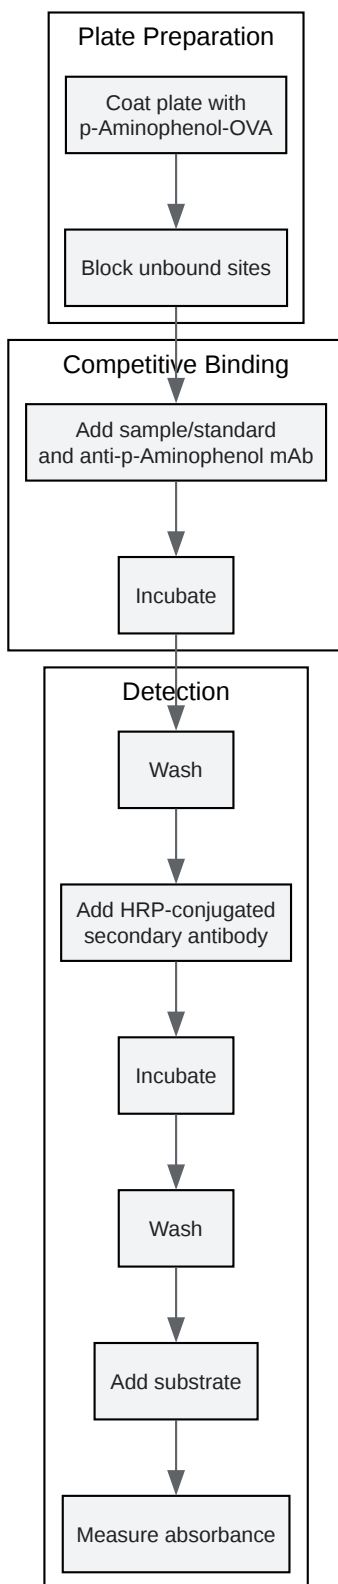 Plate Preparation
Coat plate with
p-Aminophenol-OVA
Block unbound sites
Competitive Binding
Add sample/standard
and anti-p-Aminophenol mAb
Incubate
Detection
Wash
Add HRP-conjugated
secondary antibody
Incubate
Wash
Add substrate
Measure absorbance